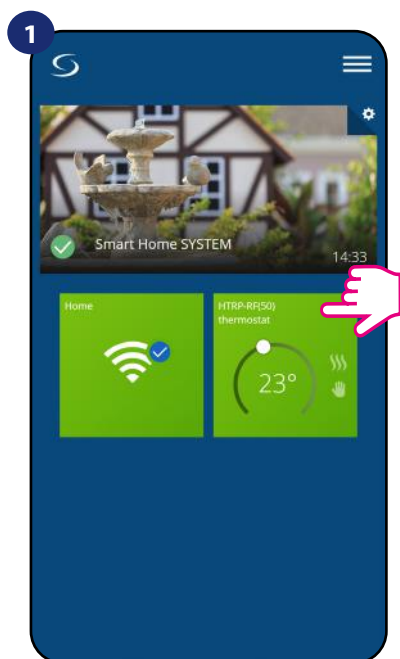 1
Smart Home SYSTEM
14:33
Home
HTRP-RF(50)
thermostat
23°